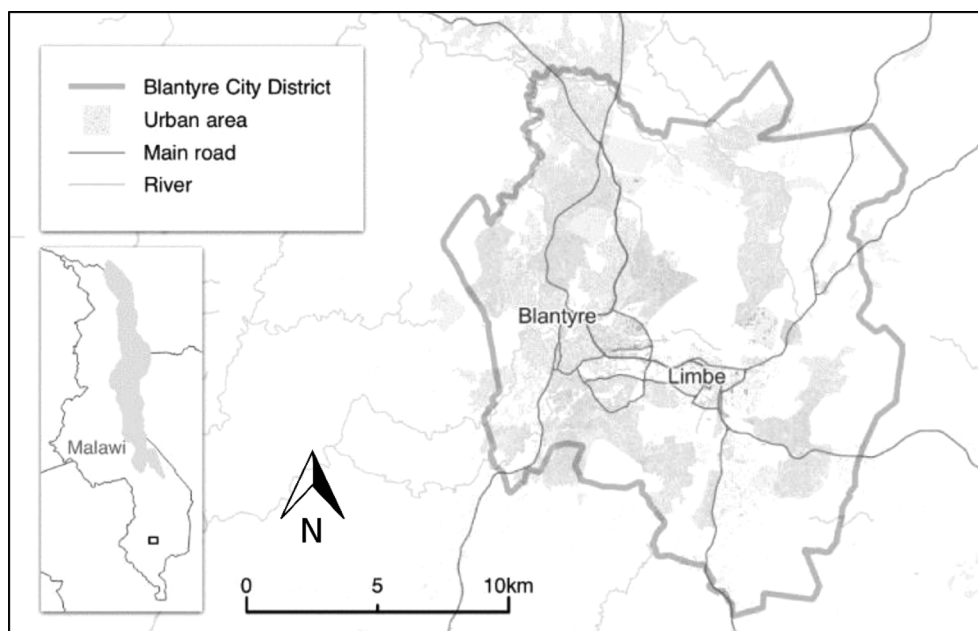 Blantyre City District
Urban area
Main road
River
Blantyre
Limbe
Malawi
N
0 5 10km